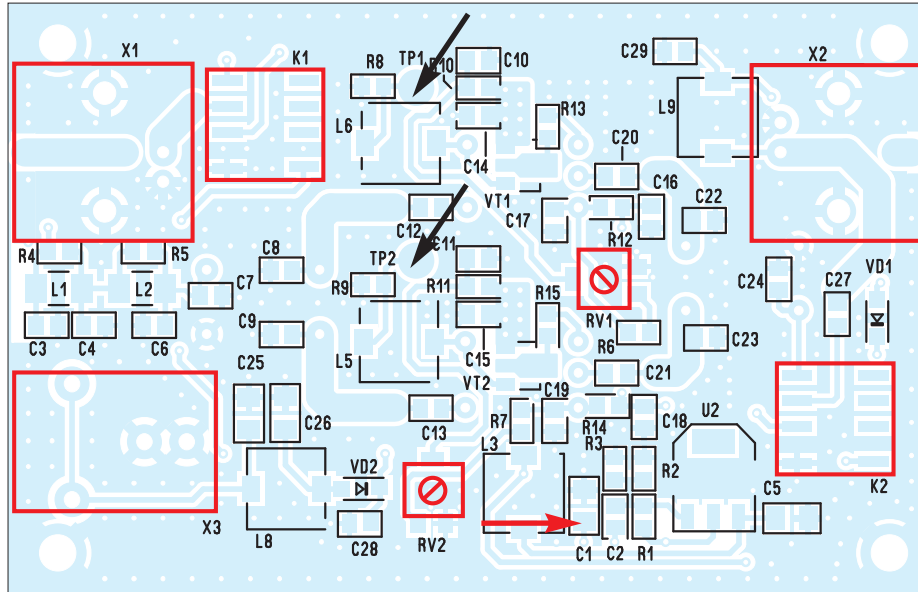 X1
K1
R8
TP1
R10
C10
C29
X2
L9
L6
R13
C14
C20
VT1
C17
C16
C22
R12
C12
R4
R5
TP2
C11
C8
L1
L2
C7
R9
R11
R15
RV1
C24
C27
VD1
C3
C4
C6
C9
L5
C15
VT2
R6
C23
C21
C25
C26
C13
R7
C19
R14
C18
U2
L3
R3
R2
VD2
X3
L8
C28
RV2
C1
C2
R1
C5
K2